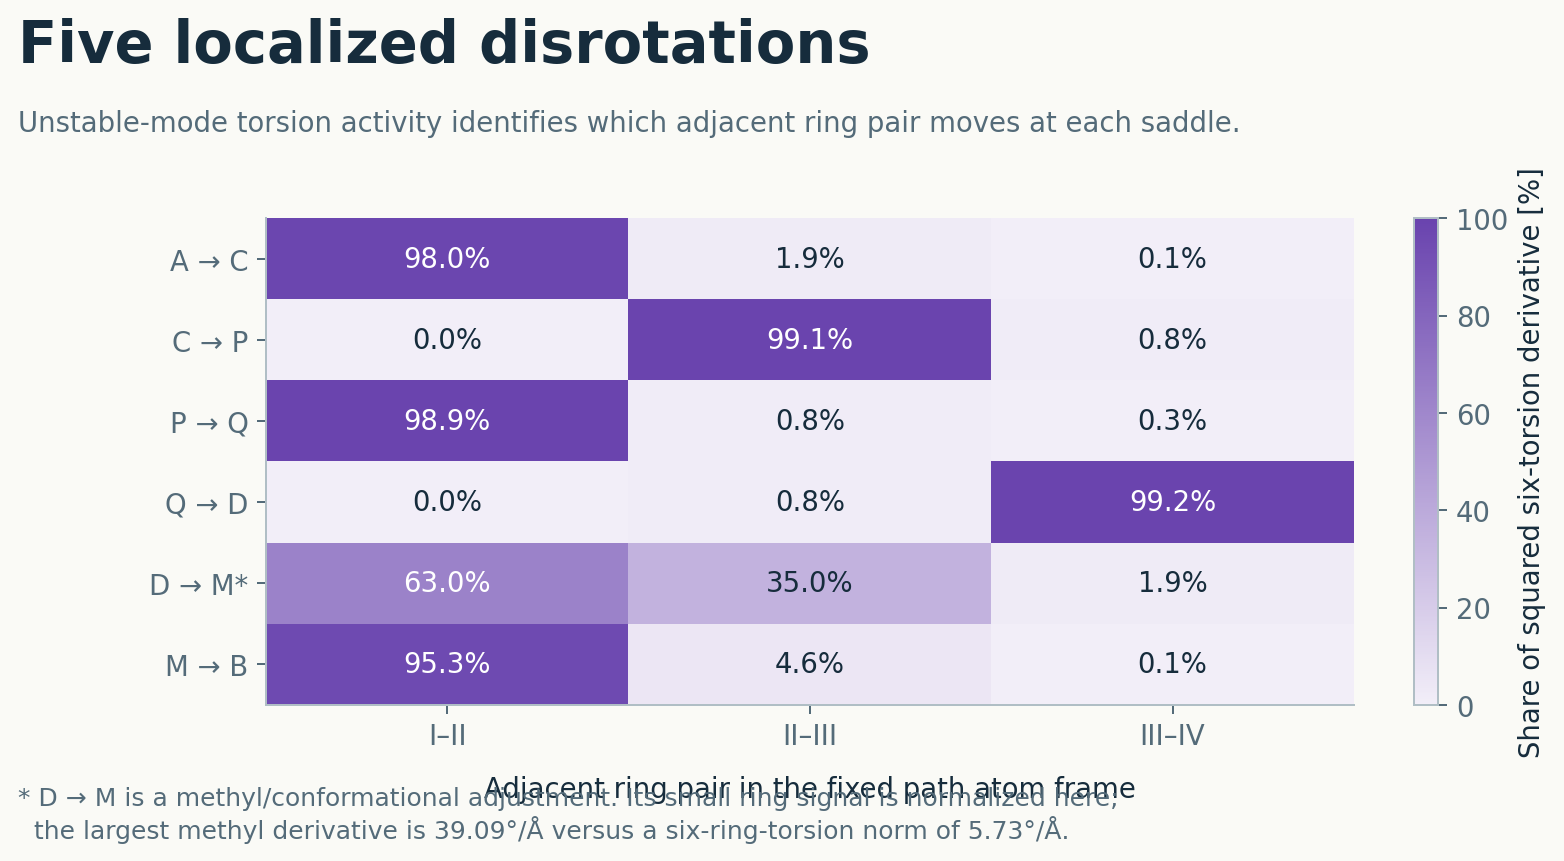 Five localized disrotations
Unstable-mode torsion activity identifies which adjacent ring pair moves at each saddle.
A → C 98.0% 1.9% 0.1%
C → P 0.0% 99.1% 0.8%
P → Q 98.9% 0.8% 0.3%
Q → D 0.0% 0.8% 99.2%
D → M* 63.0% 35.0% 1.9%
M → B 95.3% 4.6% 0.1%
I–II II–III III–IV
Adjacent ring pair in the fixed path atom frame
100
80
60
40
20
0
Share of squared six-torsion derivative [%]
* D → M is a methyl/conformational adjustment. Its small ring signal is normalized here;
the largest methyl derivative is 39.09°/Å versus a six-ring-torsion norm of 5.73°/Å.